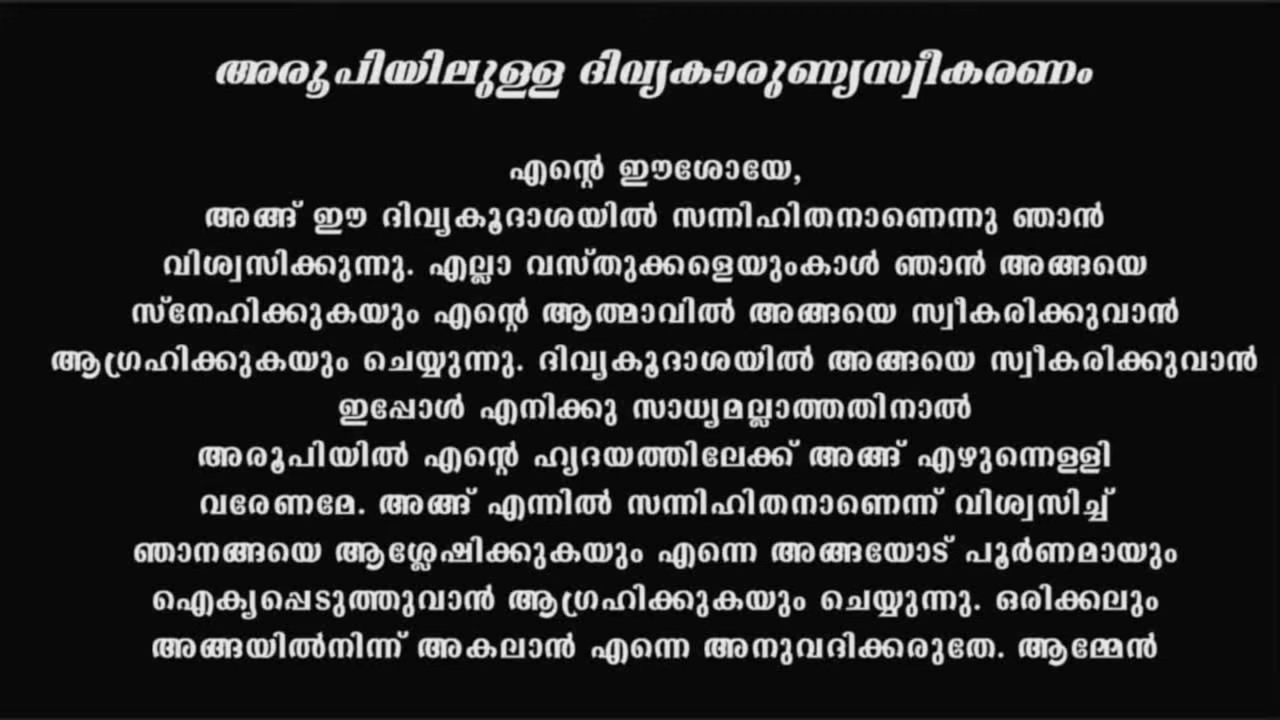 അരൂപിയിലുള്ള ദിവ്യകാരുണ്യസ്വീകരണം
എന്റെ ഈശോയേ,
അങ്ങ് ഈ ദിവ്യകൂദാശയിൽ സന്നിഹിതനാണെന്നു ഞാൻ
വിശ്വസിക്കുന്നു. എല്ലാ വസ്തുക്കളെയുംകാൾ ഞാൻ അങ്ങയെ
സ്നേഹിക്കുകയും എന്റെ ആത്മാവിൽ അങ്ങയെ സ്വീകരിക്കുവാൻ
ആഗ്രഹിക്കുകയും ചെയ്യുന്നു. ദിവ്യകൂദാശയിൽ അങ്ങയെ സ്വീകരിക്കുവാൻ
ഇപ്പോൾ എനിക്കു സാധ്യമല്ലാത്തതിനാൽ
അരൂപിയിൽ എന്റെ ഹൃദയത്തിലേക്ക് അങ്ങ് എഴുന്നെള്ളി
വരേണമേ. അങ്ങ് എന്നിൽ സന്നിഹിതനാണെന്ന് വിശ്വസിച്ച്
ഞാനങ്ങയെ ആശ്ലേഷിക്കുകയും എന്നെ അങ്ങയോട് പൂർണമായും
ഐക്യപ്പെടുത്തുവാൻ ആഗ്രഹിക്കുകയും ചെയ്യുന്നു. ഒരിക്കലും
അങ്ങയിൽനിന്ന് അകലാൻ എന്നെ അനുവദിക്കരുതേ. ആമ്മേൻ